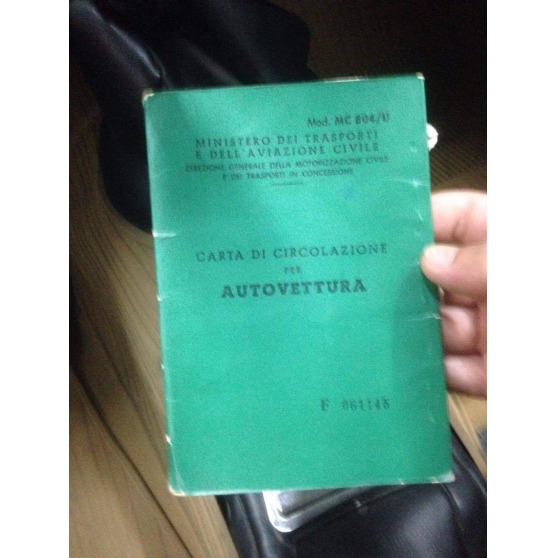 Mod. MC 804/U
MINISTERO DEI TRASPORTI
E DELL'AVIAZIONE CIVILE
DIREZIONE GENERALE DELLA MOTORIZZAZIONE CIVILE
E DEI TRASPORTI IN CONCESSIONE
CARTA DI CIRCOLAZIONE
PER
AUTOVETTURA
F 061145